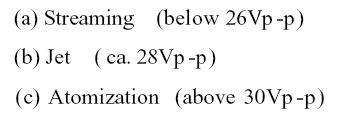 (a) Streaming (below 26Vp-p)
(b) Jet (ca. 28Vp-p)
(c) Atomization (above 30Vp-p)